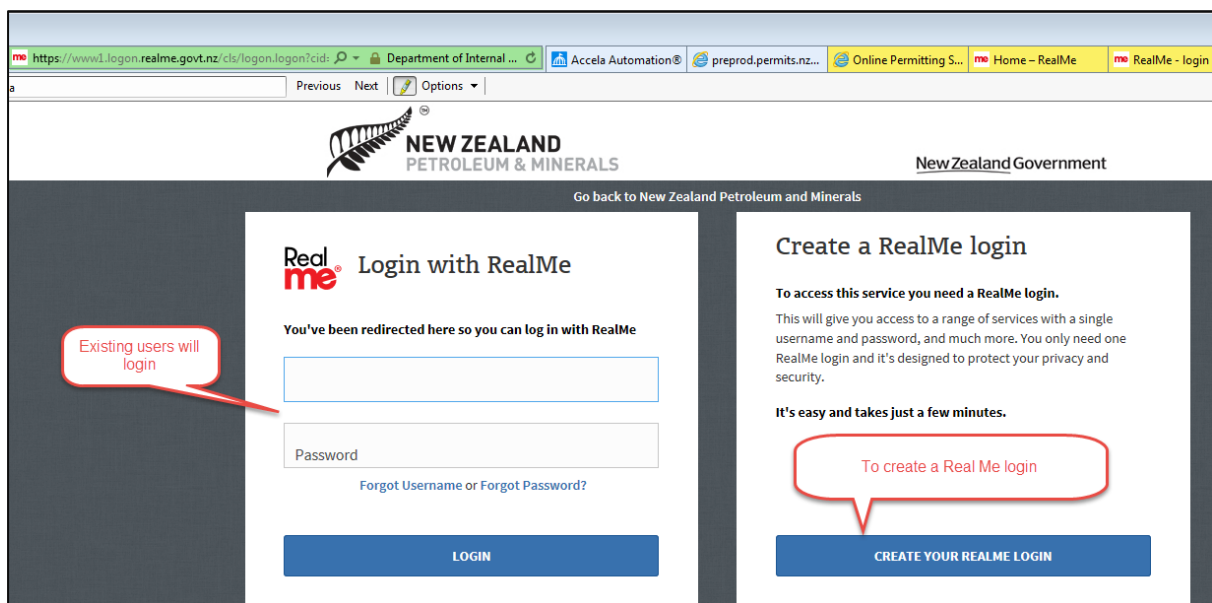 me https://www1.logon.realme.govt.nz/cls/logon.logon?cid: Department of Internal ... Accela Automation® preprod.permits.nz... Online Permitting S... me Home – RealMe me RealMe - login
a Previous Next Options
NEW ZEALAND
PETROLEUM & MINERALS
New Zealand Government
Go back to New Zealand Petroleum and Minerals
Real
me®
Login with RealMe
You've been redirected here so you can log in with RealMe
Existing users will
login
Password
Forgot Username or Forgot Password?
LOGIN
Create a RealMe login
To access this service you need a RealMe login.
This will give you access to a range of services with a single
username and password, and much more. You only need one
RealMe login and it's designed to protect your privacy and
security.
It's easy and takes just a few minutes.
To create a Real Me login
CREATE YOUR REALME LOGIN